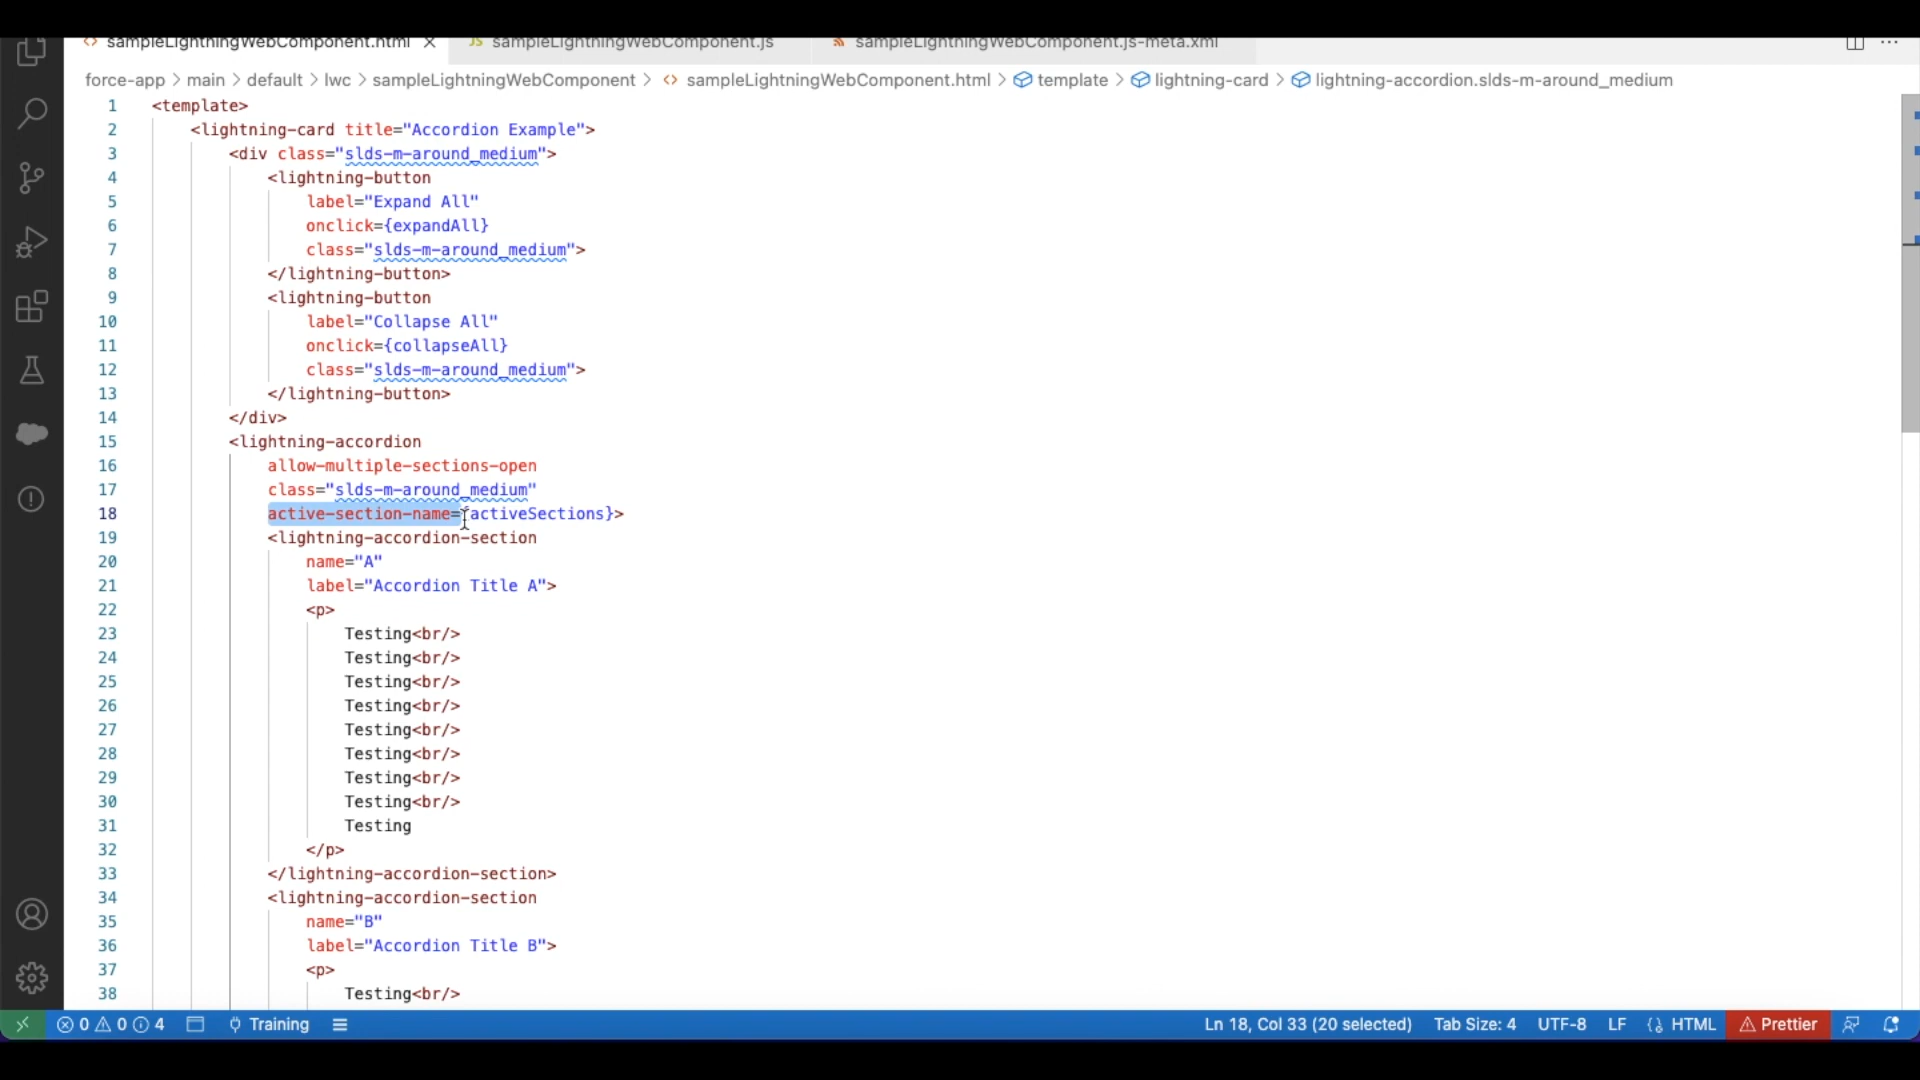 sampleLightningWebComponent.html
sampleLightningWebComponent.js
sampleLightningWebComponent.js-meta.xml
force-app > main > default > lwc > sampleLightningWebComponent > sampleLightningWebComponent.html > template > lightning-card > lightning-accordion.slds-m-around_medium
1 <template>
2 <lightning-card title="Accordion Example">
3 <div class="slds-m-around_medium">
4 <lightning-button
5 label="Expand All"
6 onclick={expandAll}
7 class="slds-m-around_medium">
8 </lightning-button>
9 <lightning-button
10 label="Collapse All"
11 onclick={collapseAll}
12 class="slds-m-around_medium">
13 </lightning-button>
14 </div>
15 <lightning-accordion
16 allow-multiple-sections-open
17 class="slds-m-around_medium"
18 active-section-name={activeSections}>
19 <lightning-accordion-section
20 name="A"
21 label="Accordion Title A">
22 <p>
23 Testing<br/>
24 Testing<br/>
25 Testing<br/>
26 Testing<br/>
27 Testing<br/>
28 Testing<br/>
29 Testing<br/>
30 Testing<br/>
31 Testing
32 </p>
33 </lightning-accordion-section>
34 <lightning-accordion-section
35 name="B"
36 label="Accordion Title B">
37 <p>
38 Testing<br/>
0 0 4 Training Ln 18, Col 33 (20 selected) Tab Size: 4 UTF-8 LF HTML Prettier